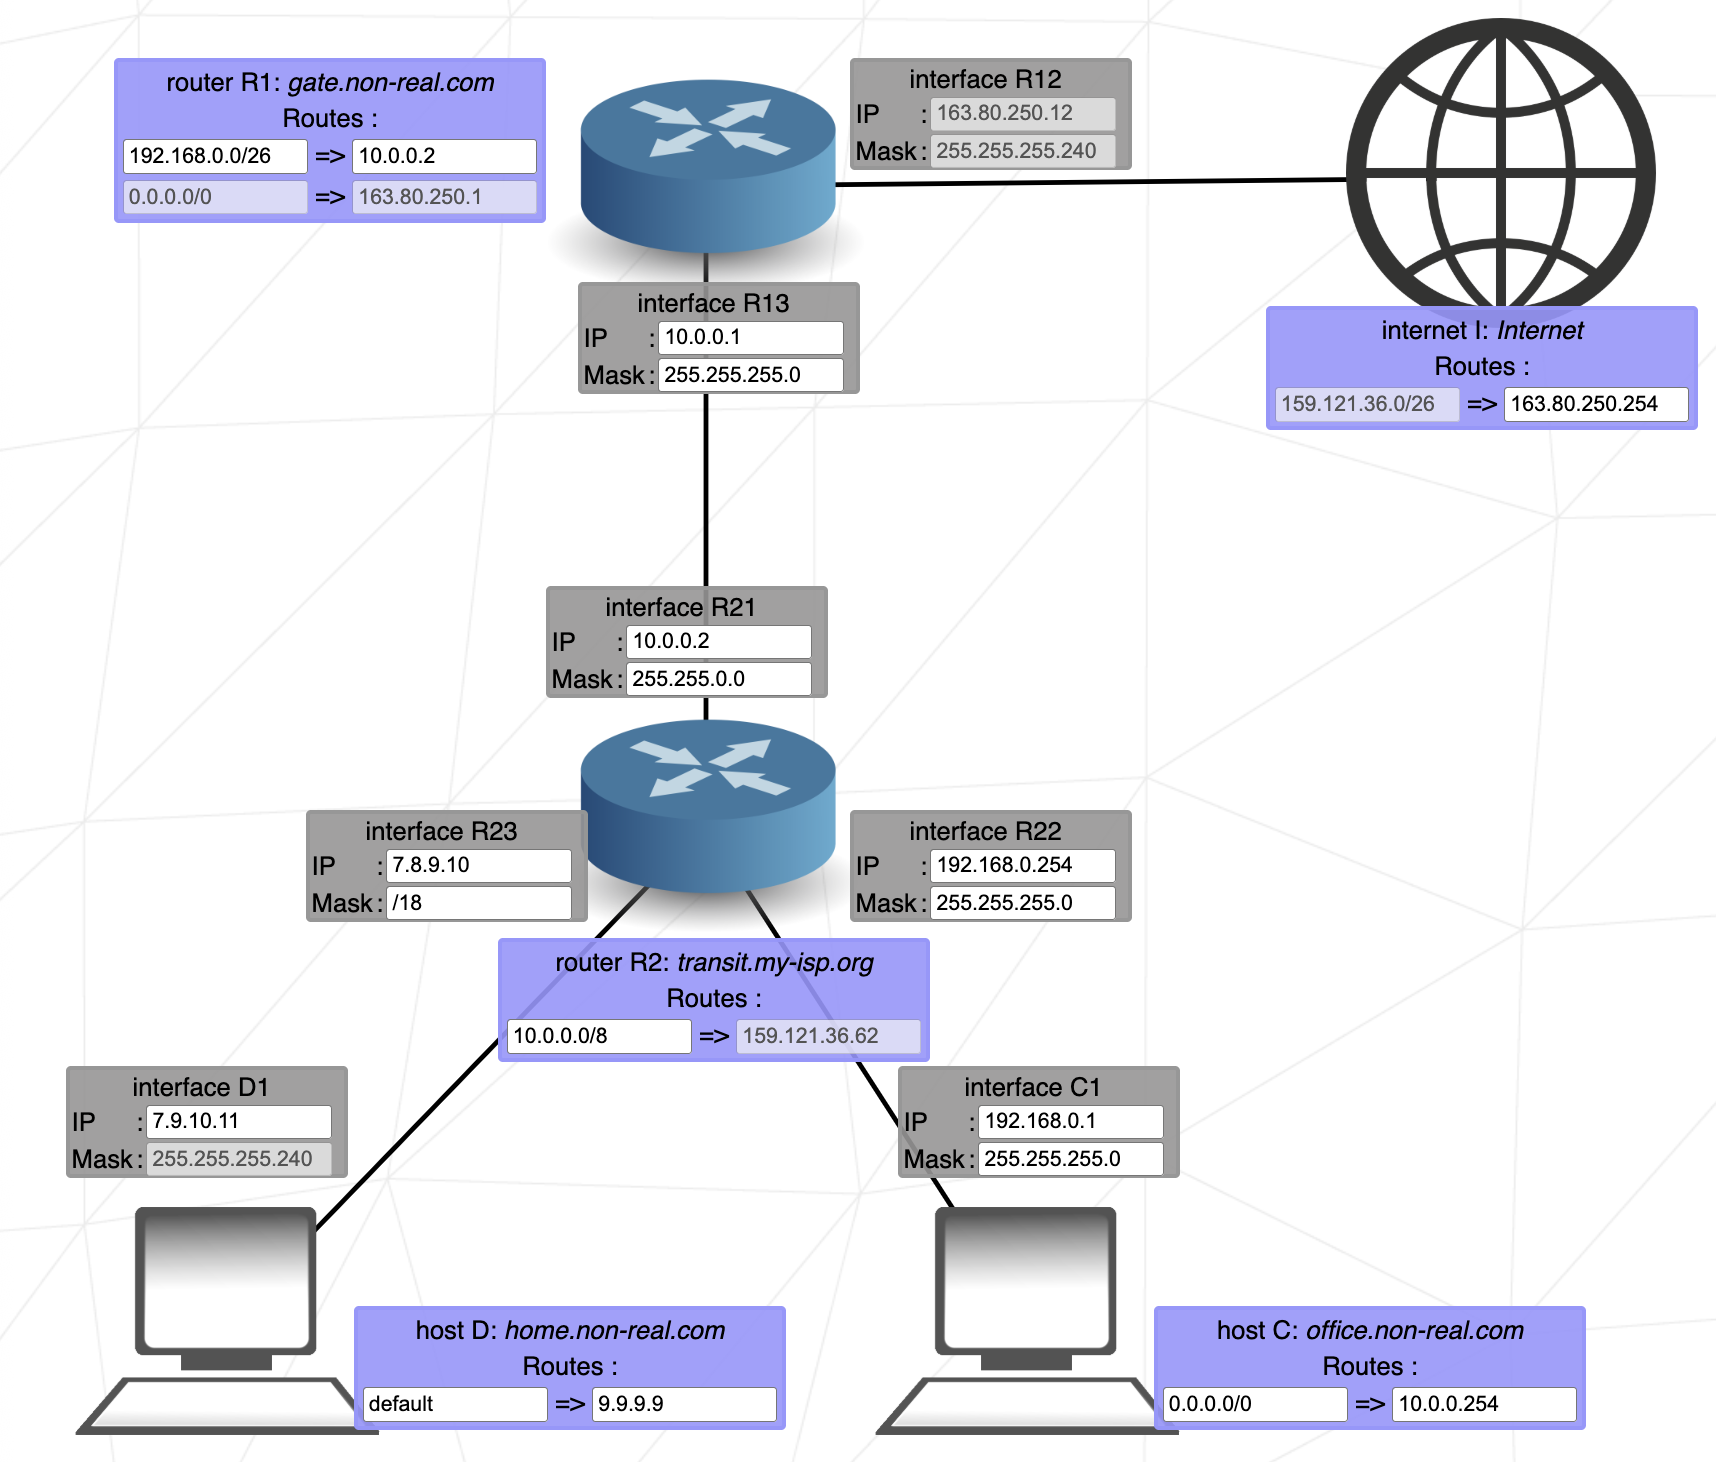 router R1: gate.non-real.com
Routes :
192.168.0.0/26 => 10.0.0.2
0.0.0.0/0 => 163.80.250.1
interface R12
IP : 163.80.250.12
Mask : 255.255.255.240
interface R13
IP : 10.0.0.1
Mask : 255.255.255.0
internet I: Internet
Routes :
159.121.36.0/26 => 163.80.250.254
interface R21
IP : 10.0.0.2
Mask : 255.255.0.0
interface R23
IP : 7.8.9.10
Mask : /18
interface R22
IP : 192.168.0.254
Mask : 255.255.255.0
router R2: transit.my-isp.org
Routes :
10.0.0.0/8 => 159.121.36.62
interface D1
IP : 7.9.10.11
Mask : 255.255.255.240
interface C1
IP : 192.168.0.1
Mask : 255.255.255.0
host D: home.non-real.com
Routes :
default => 9.9.9.9
host C: office.non-real.com
Routes :
0.0.0.0/0 => 10.0.0.254